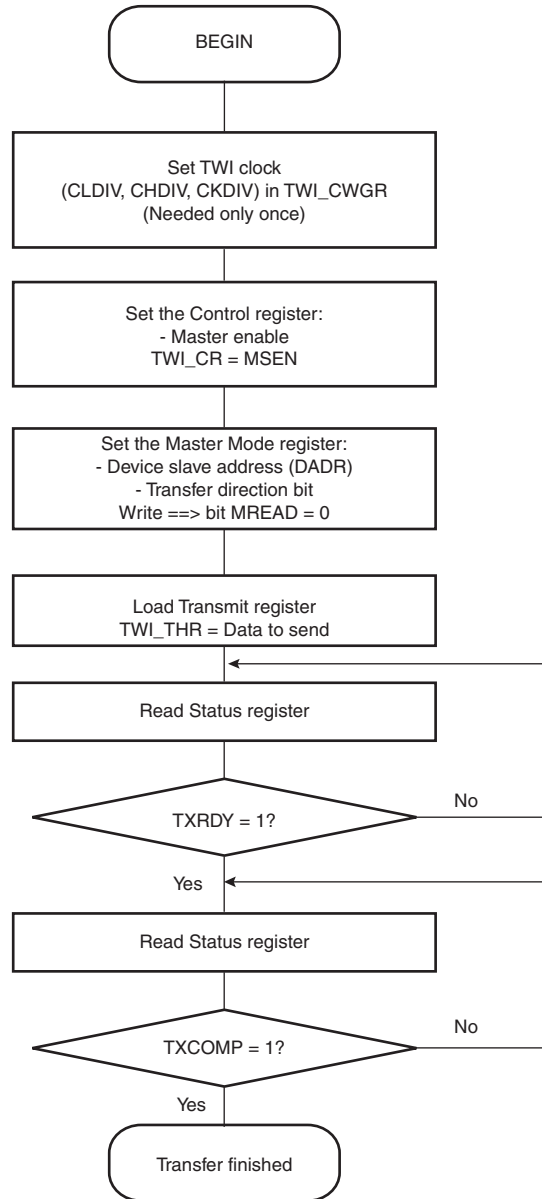 BEGIN
Set TWI clock
(CLDIV, CHDIV, CKDIV) in TWI_CWGR
(Needed only once)
Set the Control register:
- Master enable
TWI_CR = MSEN
Set the Master Mode register:
- Device slave address (DADR)
- Transfer direction bit
Write ==> bit MREAD = 0
Load Transmit register
TWI_THR = Data to send
Read Status register
TXRDY = 1?
No
Yes
Read Status register
TXCOMP = 1?
No
Yes
Transfer finished